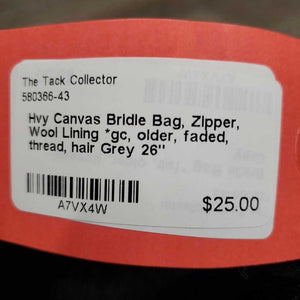 The Tack Collector
580366-43
Hvy Canvas Bridle Bag, Zipper,
Wool Lining *gc, older, faded,
thread, hair Grey 26"
A7VX4W
$25.00
A7VX4W